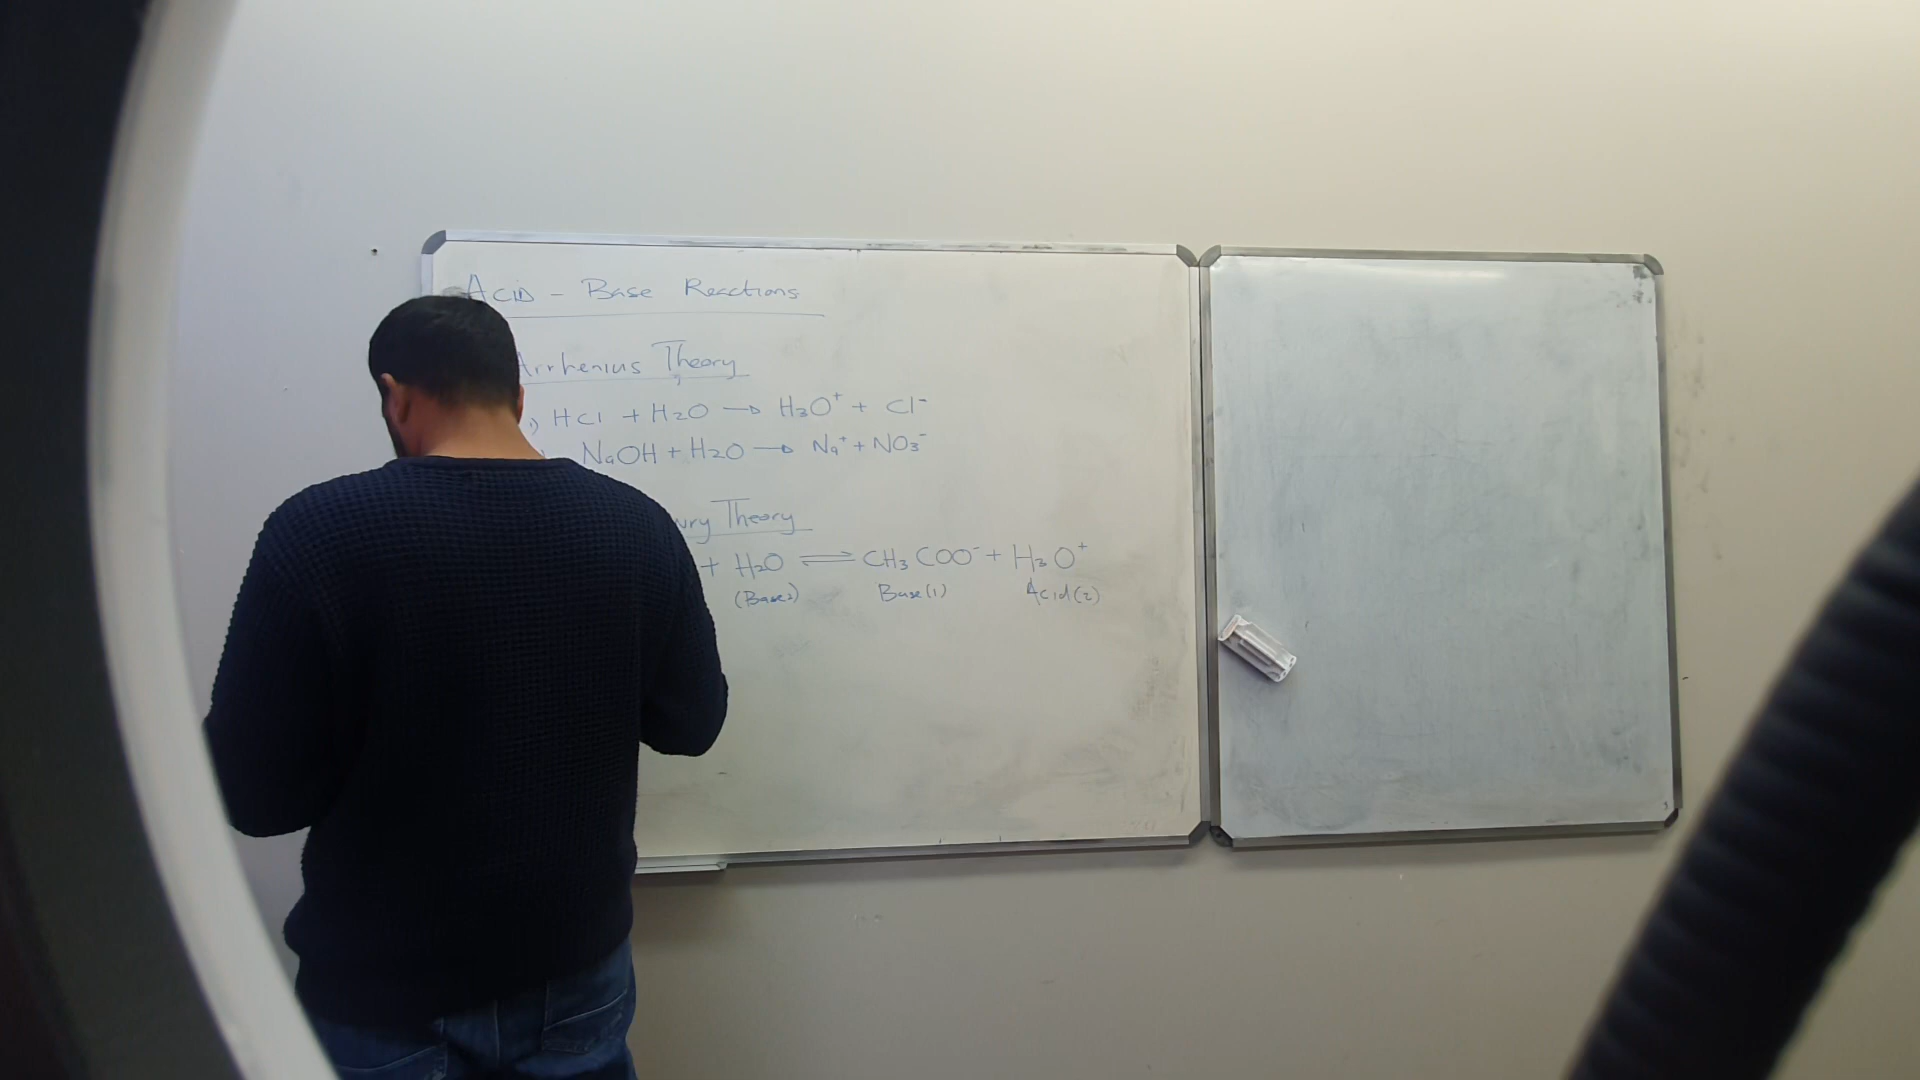 Acid - Base Reactions
Arrhenius Theory
) HCl + H2O → H3O⁺ + Cl⁻
) NaOH + H2O → Na⁺ + NO3⁻
ury Theory
+ H2O ⇌ CH3COO⁻ + H3O⁺
(Base2) Base(1) Acid(2)